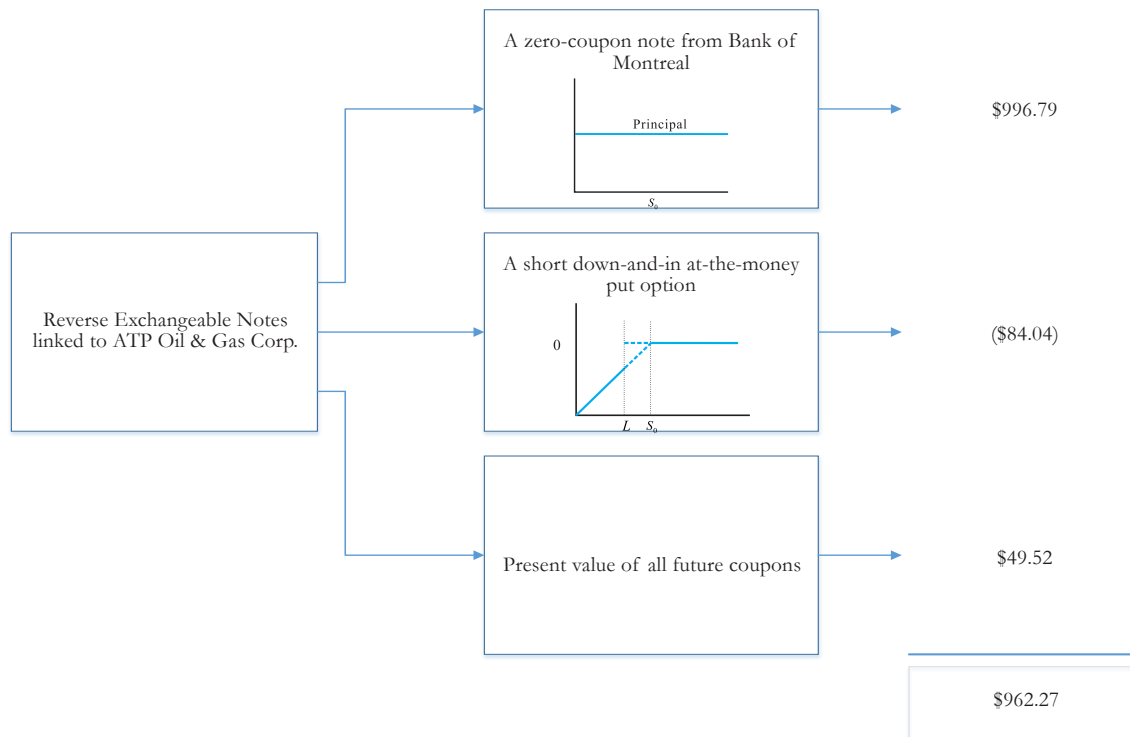 A zero-coupon note from Bank of
Montreal
Principal
S₀
$996.79
Reverse Exchangeable Notes
linked to ATP Oil & Gas Corp.
A short down-and-in at-the-money
put option
0
L S₀
($84.04)
Present value of all future coupons
$49.52
$962.27